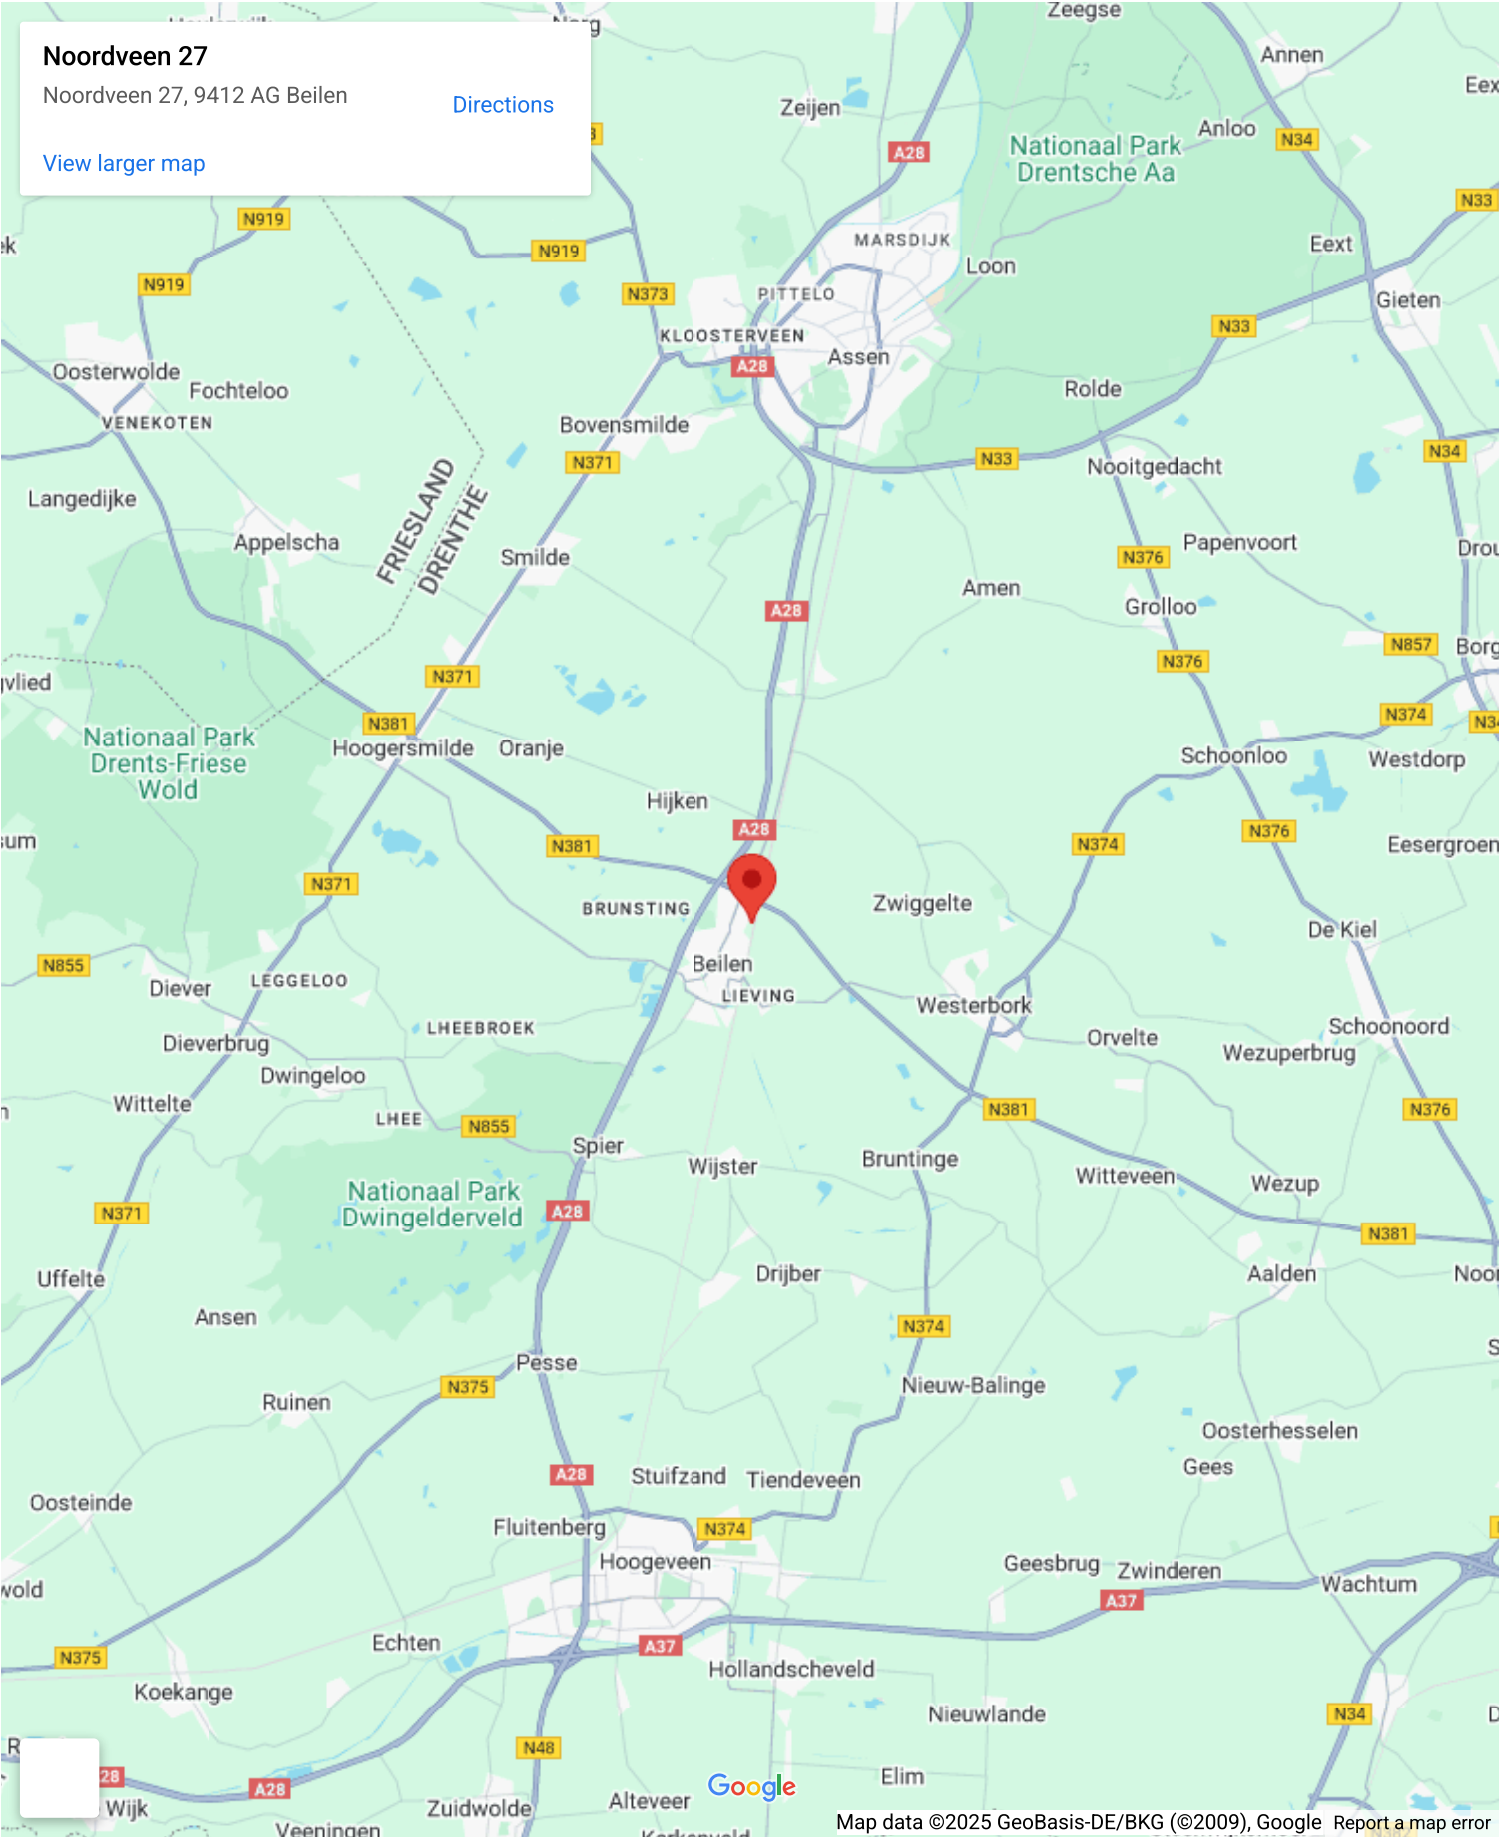 Zeegse
Norg
Noordveen 27
Annen
Noordveen 27, 9412 AG Beilen
Directions
Zeijen
Anloo
N34
Nationaal Park
Drentsche Aa
A28
View larger map
N33
N919
MARSDIJK
Eext
N919
Loon
N919
N373
PITTELO
Gieten
N33
KLOOSTERVEEN
Assen
A28
Oosterwolde
Fochteloo
Rolde
VENEKOTEN
Bovensmilde
N34
N371
N33
Nooitgedacht
Langedijke
FRIESLAND
DRENTHE
Appelscha
Smilde
N376
Papenvoort
Amen
A28
Grolloo
N857
N376
N371
N374
N381
Nationaal Park
Drents-Friese
Wold
Hoogersmilde
Oranje
Schoonloo
Westdorp
Hijken
A28
N376
N381
N374
N371
Zwiggelte
BRUNSTING
De Kiel
N855
Beilen
LEGGELOO
Diever
LIEVING
Westerbork
LHEEBROEK
Schoonoord
Dieverbrug
Orvelte
Wezuperbrug
Dwingeloo
Wittelte
N381
N376
LHEE
N855
Spier
Wijster
Bruntinge
Witteveen
Wezup
Nationaal Park
Dwingelderveld
A28
N371
N381
Uffelte
Drijber
Aalden
Ansen
N374
Pesse
N375
Nieuw-Balinge
Ruinen
Oosterhesselen
Gees
A28
Stuifzand
Tiendeveen
Oosteinde
Fluitenberg
N374
Hoogeveen
Geesbrug
Zwinderen
Wachtum
A37
Echten
A37
N375
Hollandscheveld
Koekange
Nieuwlande
N34
N48
A28
Google
Elim
Wijk
Zuidwolde
Alteveer
Map data ©2025 GeoBasis-DE/BKG (©2009), Google
Report a map error
Veeningen